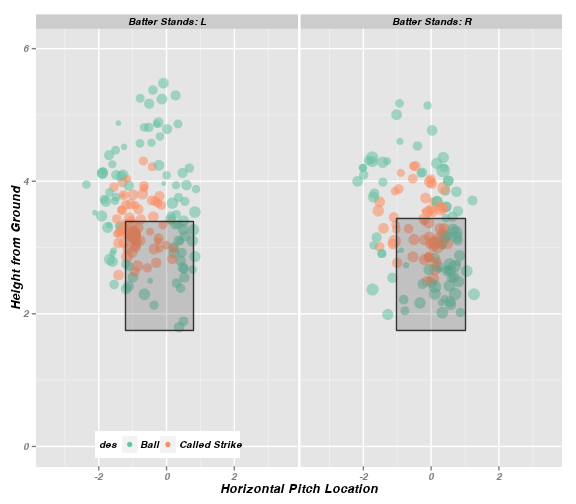 Batter Stands: L Batter Stands: R
6
4
2
0
Height from Ground
des Ball Called Strike
-2 0 2 -2 0 2
Horizontal Pitch Location